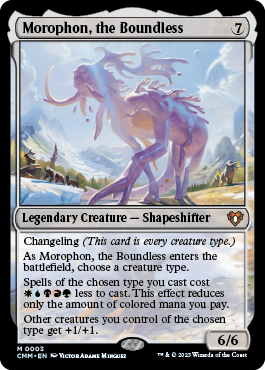 Morophon, the Boundless 7
Legendary Creature — Shapeshifter
Changeling (This card is every creature type.)
As Morophon, the Boundless enters the
battlefield, choose a creature type.
Spells of the chosen type you cast cost
less to cast. This effect reduces
only the amount of colored mana you pay.
Other creatures you control of the
chosen type get +1/+1.
6/6
M 0003
CMM • EN Victor Adame Minguez
™ & © 2023 Wizards of the Coast